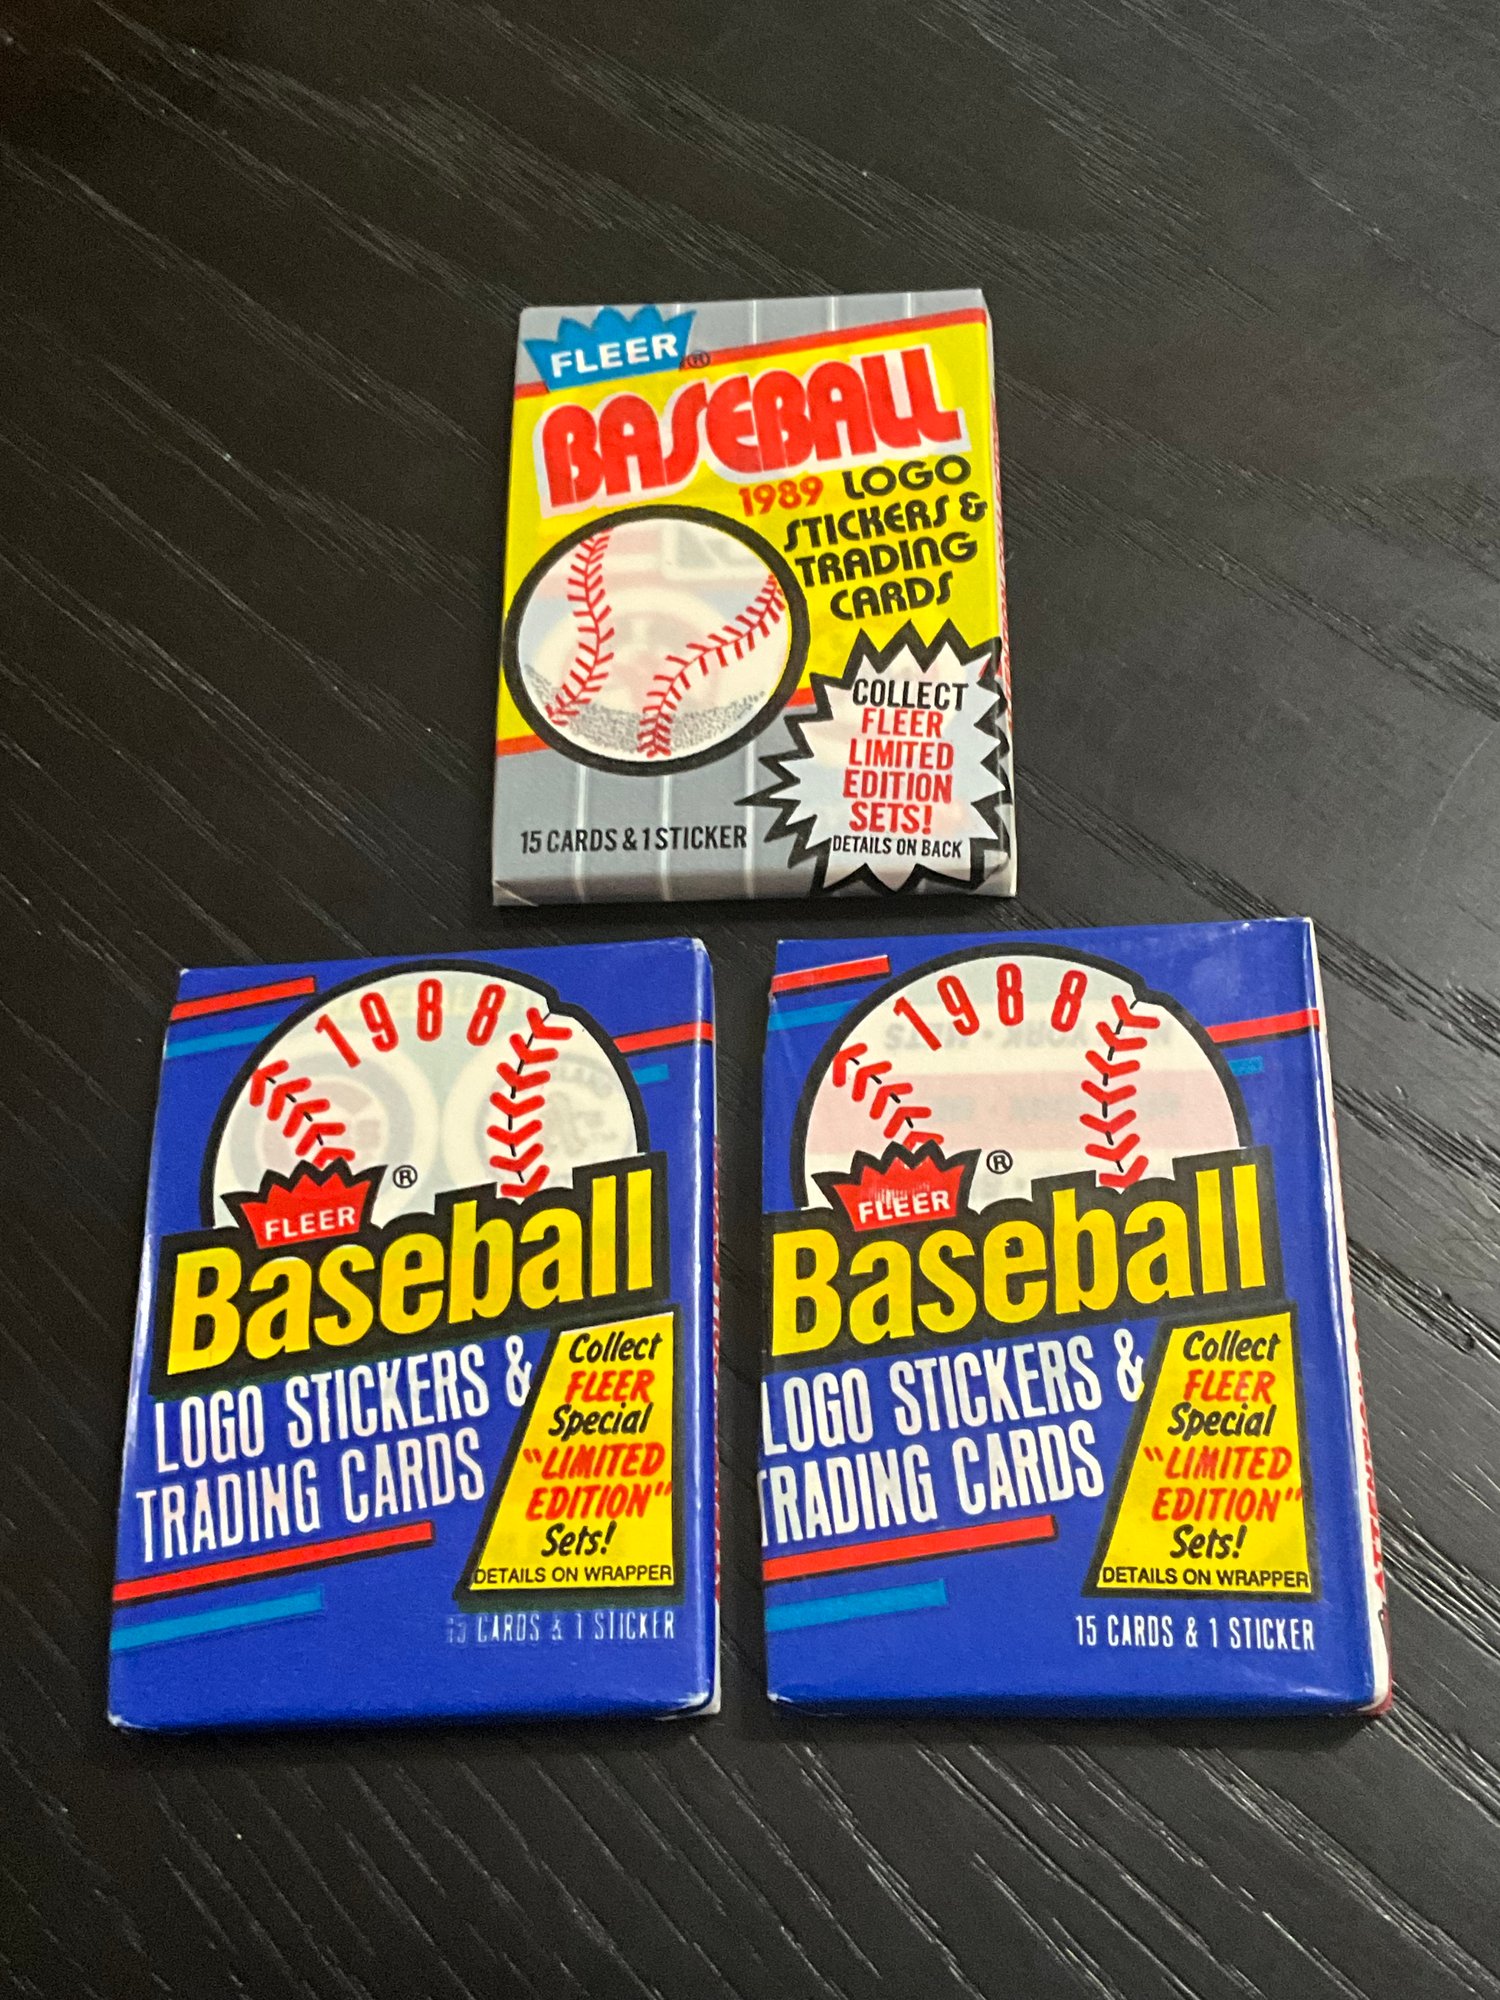 FLEER®
BASEBALL
1989 LOGO
STICKERS &
TRADING
CARDS
COLLECT
FLEER
LIMITED
EDITION
SETS!
DETAILS ON BACK
15 CARDS & 1 STICKER
1988
FLEER®
Baseball
LOGO STICKERS &
TRADING CARDS
Collect
FLEER
Special
"LIMITED
EDITION"
Sets!
DETAILS ON WRAPPER
15 CARDS & 1 STICKER
1988
FLEER®
Baseball
LOGO STICKERS &
TRADING CARDS
Collect
FLEER
Special
"LIMITED
EDITION"
Sets!
DETAILS ON WRAPPER
15 CARDS & 1 STICKER